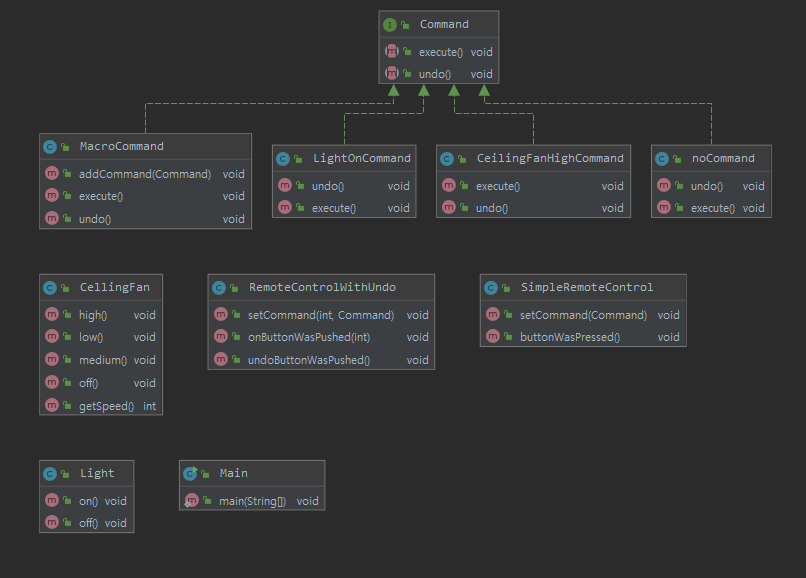 Command
execute() void
undo() void
MacroCommand
addCommand(Command) void
execute() void
undo() void
LightOnCommand
undo() void
execute() void
CeilingFanHighCommand
execute() void
undo() void
noCommand
undo() void
execute() void
CellingFan
high() void
low() void
medium() void
off() void
getSpeed() int
RemoteControlWithUndo
setCommand(int, Command) void
onButtonWasPushed(int) void
undoButtonWasPushed() void
SimpleRemoteControl
setCommand(Command) void
buttonWasPressed() void
Light
on() void
off() void
Main
main(String[]) void